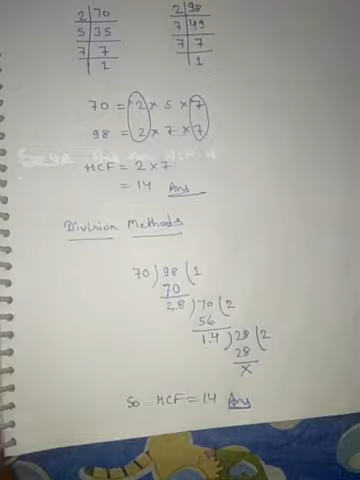 2 | 70
5 | 35
7 | 7
| 1
2 | 98
7 | 49
7 | 7
| 1
70 = 2 × 5 × 7
98 = 2 × 7 × 7
HCF = 2 × 7
= 14 Ans
Division Methods
70 ) 98 ( 1
70
28 ) 70 ( 2
56
14 ) 28 ( 2
28
×
So HCF = 14 Ans